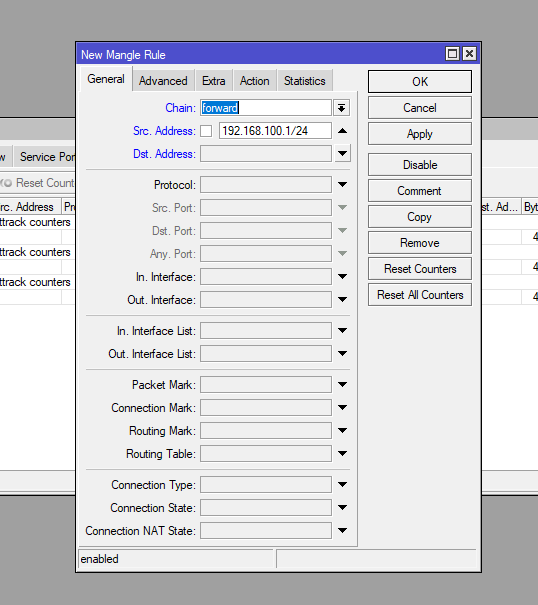 New Mangle Rule
General Advanced Extra Action Statistics
Chain: forward
Src. Address: 192.168.100.1/24
Dst. Address:
Protocol:
Src. Port:
Dst. Port:
Any. Port:
In. Interface:
Out. Interface:
In. Interface List:
Out. Interface List:
Packet Mark:
Connection Mark:
Routing Mark:
Routing Table:
Connection Type:
Connection State:
Connection NAT State:
enabled
OK
Cancel
Apply
Disable
Comment
Copy
Remove
Reset Counters
Reset All Counters
w Service Por
Reset Count
rc. Address Pr
ttrack counters
ttrack counters
ttrack counters
st. Ad... Byt
4
4
4